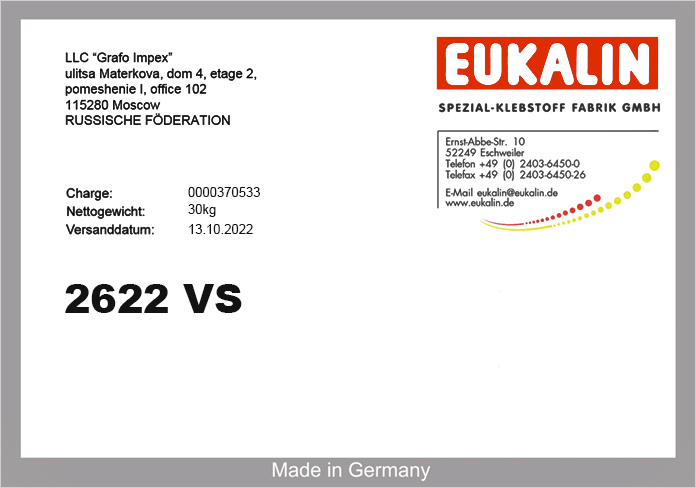 LLC “Grafo Impex”
ulitsa Materkova, dom 4, etage 2,
pomeshenie I, office 102
115280 Moscow
RUSSISCHE FÖDERATION
EUKALIN
SPEZIAL-KLEBSTOFF FABRIK GMBH
Ernst-Abbe-Str. 10
52249 Eschweiler
Telefon +49 (0) 2403-6450-0
Telefax +49 (0) 2403-6450-26
E-Mail eukalin@eukalin.de
www.eukalin.de
Charge: 0000370533
Nettogewicht: 30kg
Versanddatum: 13.10.2022
2622 VS
Made in Germany